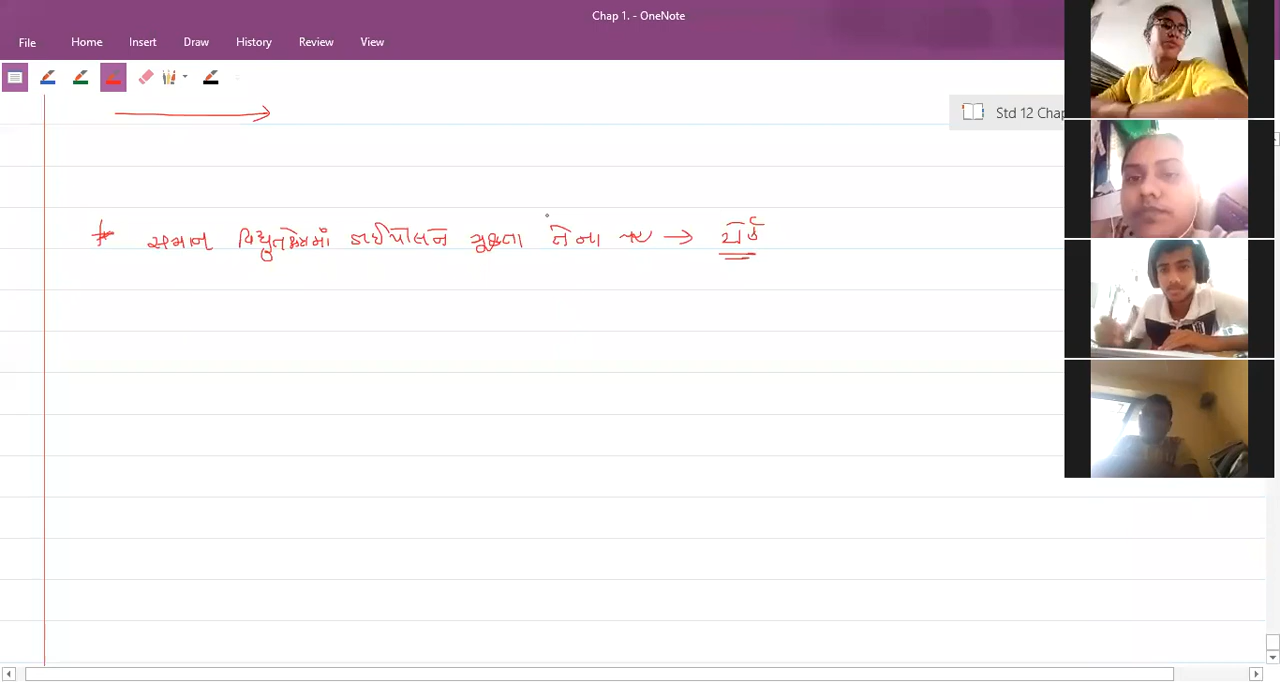 Chap 1. - OneNote
File Home Insert Draw History Review View
Std 12 Chap
* સમાન વિદ્યુતક્ષેત્રમાં ડાઈપોલને મૂકતા તેના પર → ટોર્ક